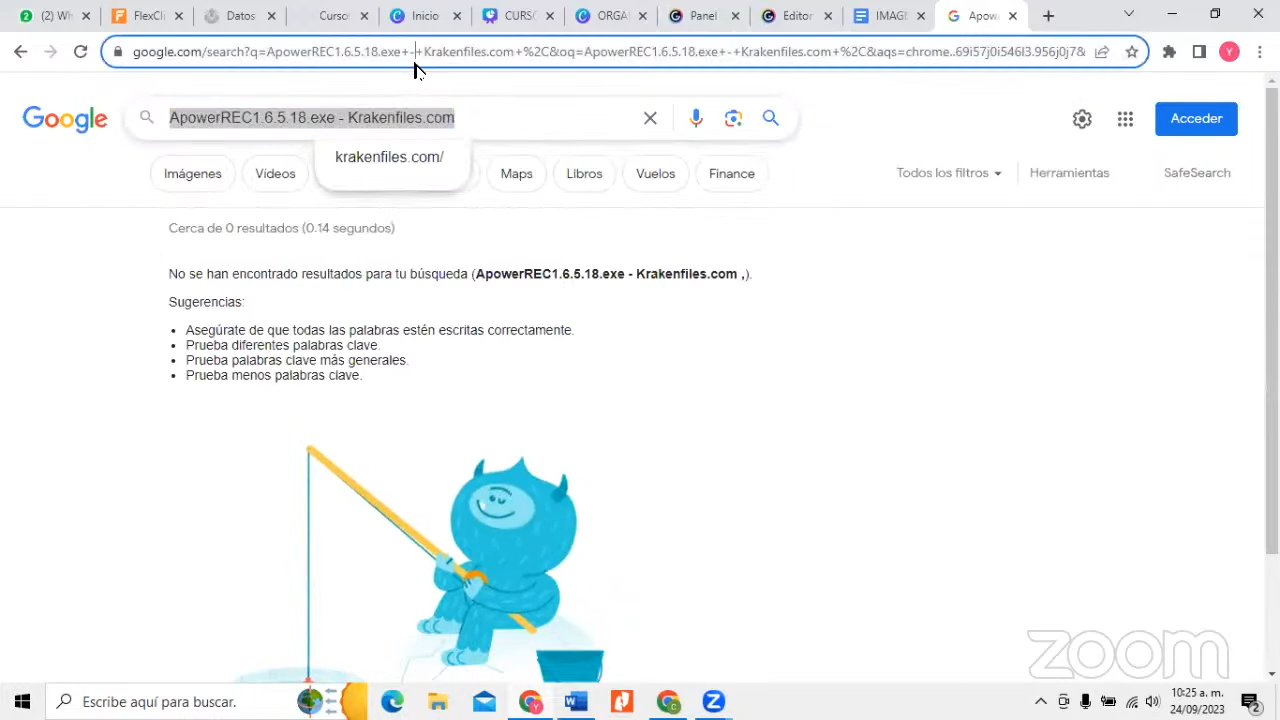 (2) Wh
Flexx
Datos
Curso
Inicio
CURSO
ORGA
Panel
Editor
IMAGE
Apow
google.com/search?q=ApowerREC1.6.5.18.exe+-+Krakenfiles.com+%2C&oq=ApowerREC1.6.5.18.exe+-+Krakenfiles.com+%2C&aqs=chrome..69i57j0i546l3.956j0j7&
Y
Google
ApowerREC1.6.5.18.exe - Krakenfiles.com
Acceder
krakenfiles.com/
Imágenes
Vídeos
Maps
Libros
Vuelos
Finance
Todos los filtros
Herramientas
SafeSearch
Cerca de 0 resultados (0.14 segundos)
No se han encontrado resultados para tu búsqueda (ApowerREC1.6.5.18.exe - Krakenfiles.com ,).
Sugerencias:
Asegúrate de que todas las palabras estén escritas correctamente.
Prueba diferentes palabras clave.
Prueba palabras clave más generales.
Prueba menos palabras clave.
zoom
Escribe aquí para buscar.
10:25 a. m.
24/09/2023
2